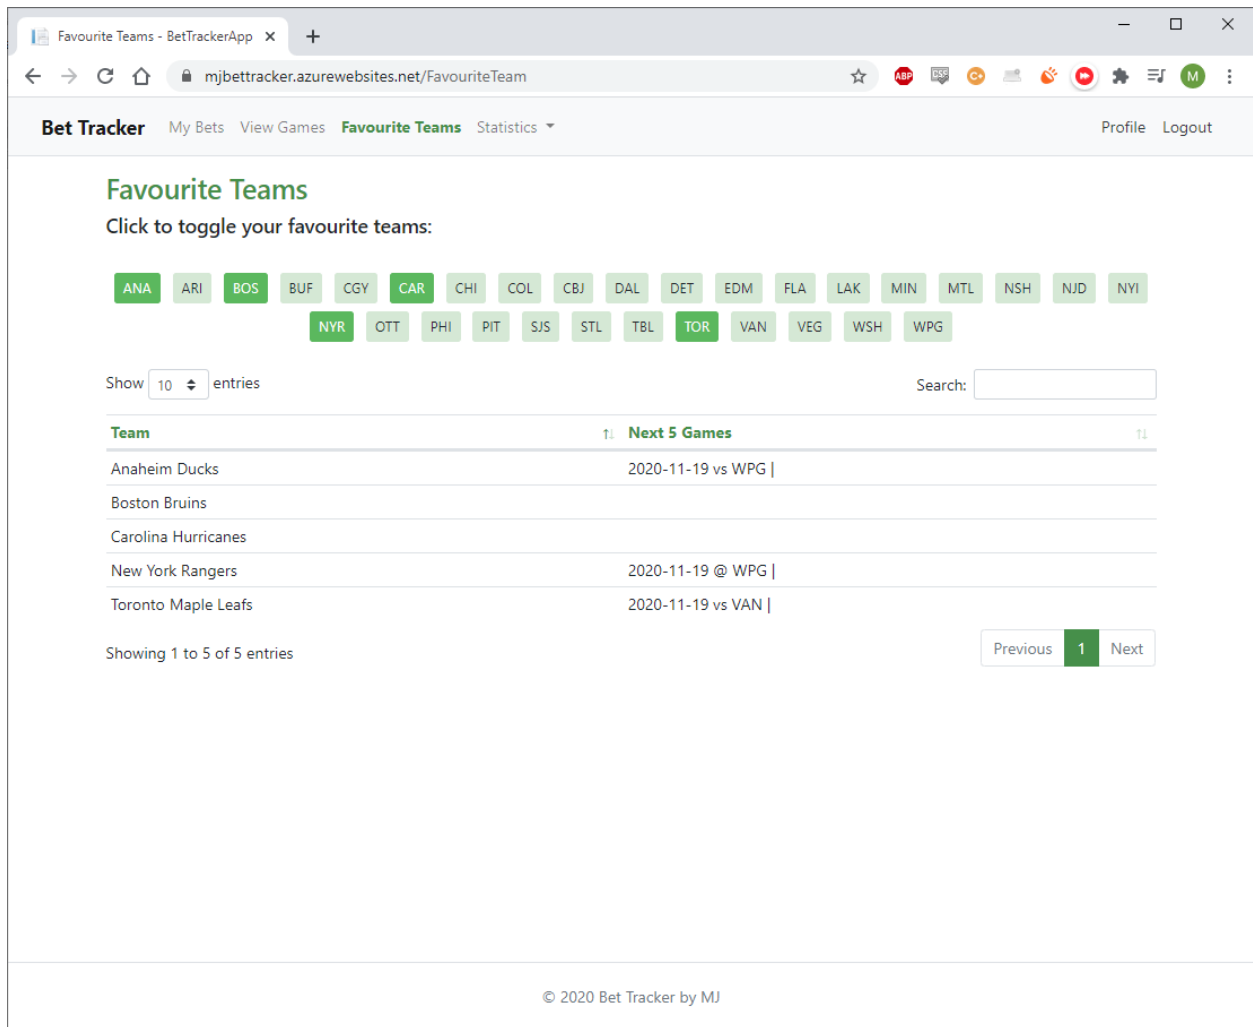 Favourite Teams - BetTrackerApp
mjbettracker.azurewebsites.net/FavouriteTeam
ABP CSF C+ M
Bet Tracker My Bets View Games Favourite Teams Statistics Profile Logout
Favourite Teams
Click to toggle your favourite teams:
ANA ARI BOS BUF CGY CAR CHI COL CBJ DAL DET EDM FLA LAK MIN MTL NSH NJD NYI
NYR OTT PHI PIT SJS STL TBL TOR VAN VEG WSH WPG
Show 10 entries Search:
Team Next 5 Games
Anaheim Ducks 2020-11-19 vs WPG |
Boston Bruins
Carolina Hurricanes
New York Rangers 2020-11-19 @ WPG |
Toronto Maple Leafs 2020-11-19 vs VAN |
Showing 1 to 5 of 5 entries Previous 1 Next
© 2020 Bet Tracker by MJ